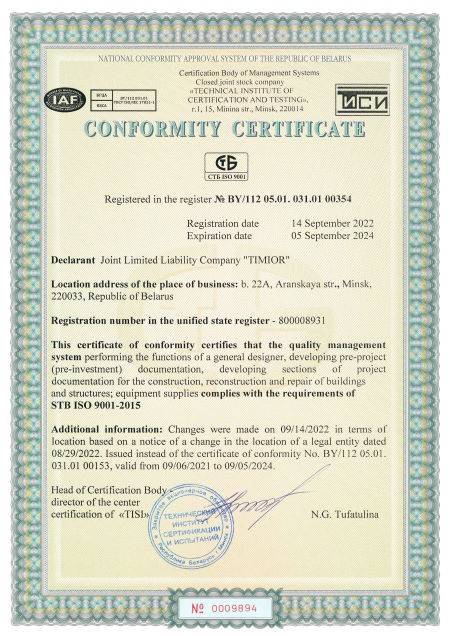 NATIONAL CONFORMITY APPROVAL SYSTEM OF THE REPUBLIC OF BELARUS
Certification Body of Management Systems
Closed joint stock company
«TECHNICAL INSTITUTE OF
CERTIFICATION AND TESTING»,
г.1, 15, Minina str., Minsk, 220014
IAF
БГЦА
BSCA
ИСИ
CONFORMITY CERTIFICATE
СТБ
СТБ ISO 9001
Registered in the register № BY/112 05.01. 031.01 00354
Registration date 14 September 2022
Expiration date 05 September 2024
Declarant Joint Limited Liability Company "TIMIOR"
Location address of the place of business: b. 22A, Aranskaya str., Minsk,
220033, Republic of Belarus
Registration number in the unified state register - 800008931
This certificate of conformity certifies that the quality management
system performing the functions of a general designer, developing pre-project
(pre-investment) documentation, developing sections of project
documentation for the construction, reconstruction and repair of buildings
and structures; equipment supplies complies with the requirements of
STB ISO 9001-2015
Additional information: Changes were made on 09/14/2022 in terms of
location based on a notice of a change in the location of a legal entity dated
08/29/2022. Issued instead of the certificate of conformity No. BY/112 05.01.
031.01 00153, valid from 09/06/2021 to 09/05/2024.
Head of Certification Body -
director of the center
certification of «TISI»
N.G. Tufatulina
Закрытое акционерное общество
ТЕХНИЧЕСКИЙ
ИНСТИТУТ
СЕРТИФИКАЦИИ
И ИСПЫТАНИЙ
Республика Беларусь, г. Минск
№ 0009894